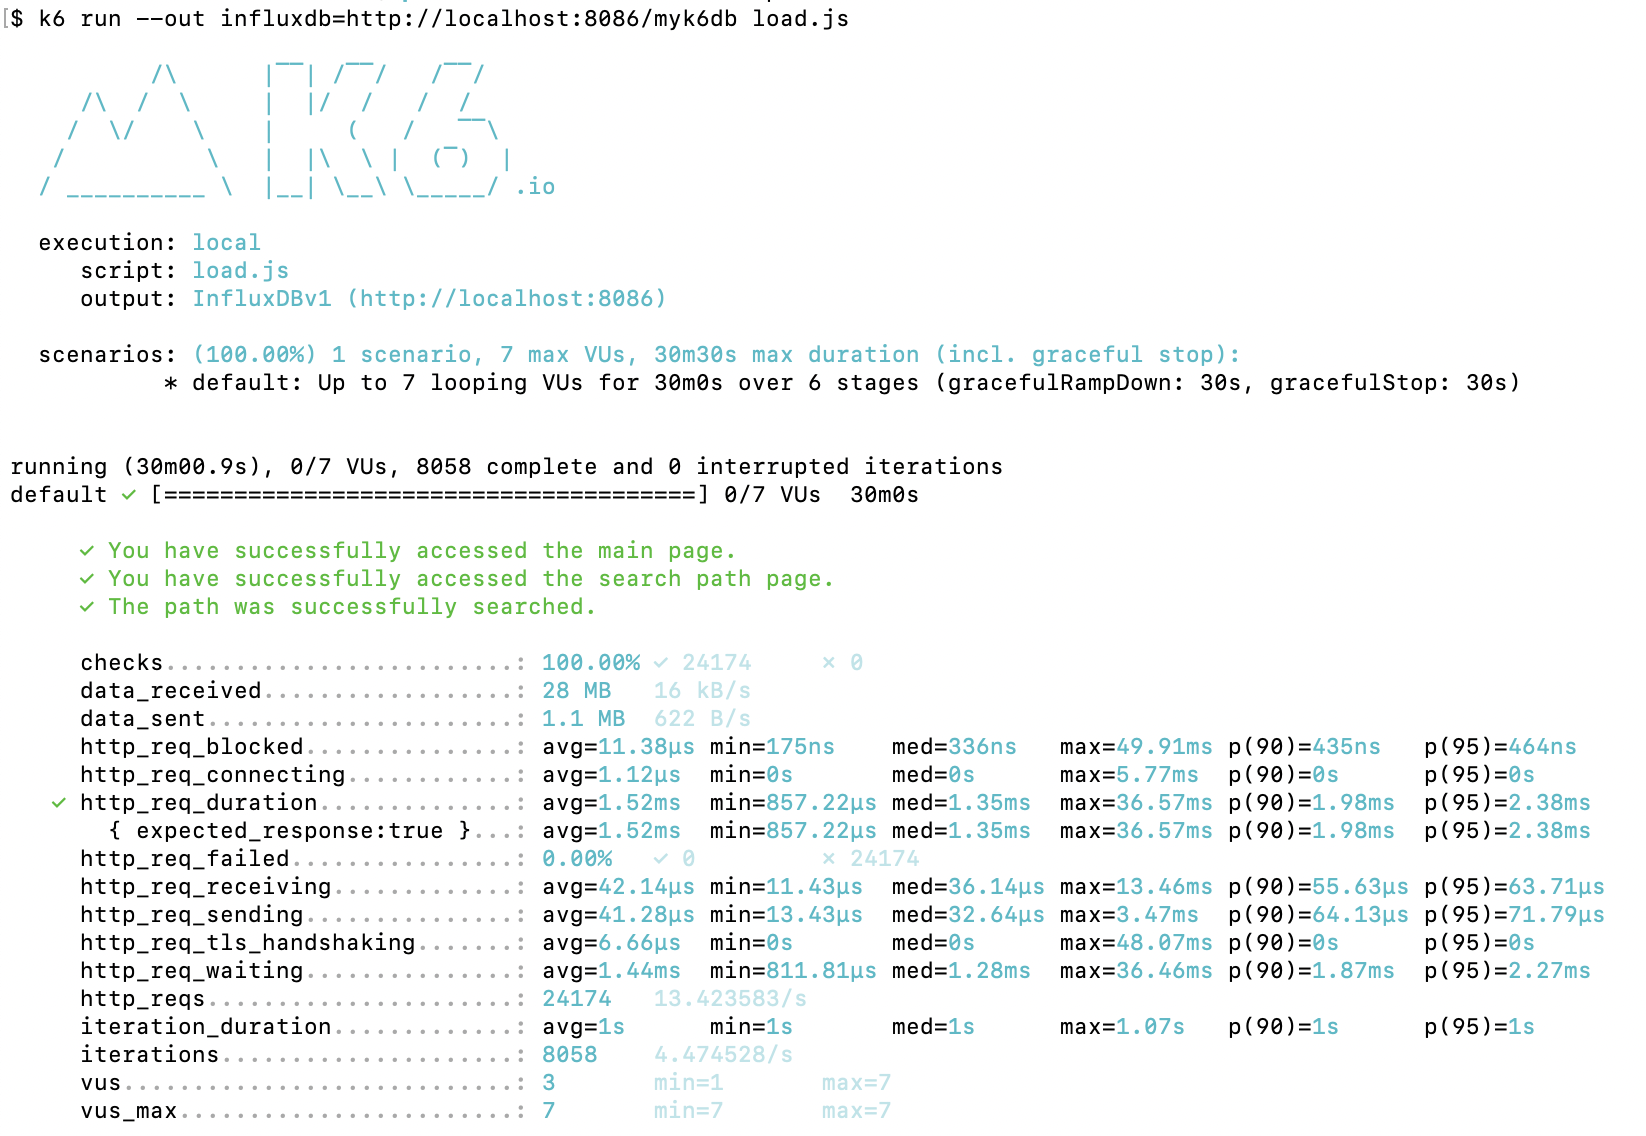 [$ k6 run --out influxdb=http://localhost:8086/myk6db load.js
.io
execution: local
script: load.js
output: InfluxDBv1 (http://localhost:8086)
scenarios: (100.00%) 1 scenario, 7 max VUs, 30m30s max duration (incl. graceful stop):
* default: Up to 7 looping VUs for 30m0s over 6 stages (gracefulRampDown: 30s, gracefulStop: 30s)
running (30m00.9s), 0/7 VUs, 8058 complete and 0 interrupted iterations
default ✓ [======================================] 0/7 VUs  30m0s
✓ You have successfully accessed the main page.
✓ You have successfully accessed the search path page.
✓ The path was successfully searched.
checks.........................: 100.00% ✓ 24174     ✗ 0
data_received..................: 28 MB   16 kB/s
data_sent......................: 1.1 MB  622 B/s
http_req_blocked...............: avg=11.38µs min=175ns    med=336ns   max=49.91ms p(90)=435ns   p(95)=464ns
http_req_connecting............: avg=1.12µs  min=0s       med=0s      max=5.77ms  p(90)=0s      p(95)=0s
✓ http_req_duration..............: avg=1.52ms  min=857.22µs med=1.35ms  max=36.57ms p(90)=1.98ms  p(95)=2.38ms
{ expected_response:true }...: avg=1.52ms  min=857.22µs med=1.35ms  max=36.57ms p(90)=1.98ms  p(95)=2.38ms
http_req_failed................: 0.00%   ✓ 0         ✗ 24174
http_req_receiving.............: avg=42.14µs min=11.43µs  med=36.14µs max=13.46ms p(90)=55.63µs p(95)=63.71µs
http_req_sending...............: avg=41.28µs min=13.43µs  med=32.64µs max=3.47ms  p(90)=64.13µs p(95)=71.79µs
http_req_tls_handshaking.......: avg=6.66µs  min=0s       med=0s      max=48.07ms p(90)=0s      p(95)=0s
http_req_waiting...............: avg=1.44ms  min=811.81µs med=1.28ms  max=36.46ms p(90)=1.87ms  p(95)=2.27ms
http_reqs......................: 24174   13.423583/s
iteration_duration.............: avg=1s      min=1s       med=1s      max=1.07s   p(90)=1s      p(95)=1s
iterations.....................: 8058    4.474528/s
vus............................: 3       min=1       max=7
vus_max........................: 7       min=7       max=7